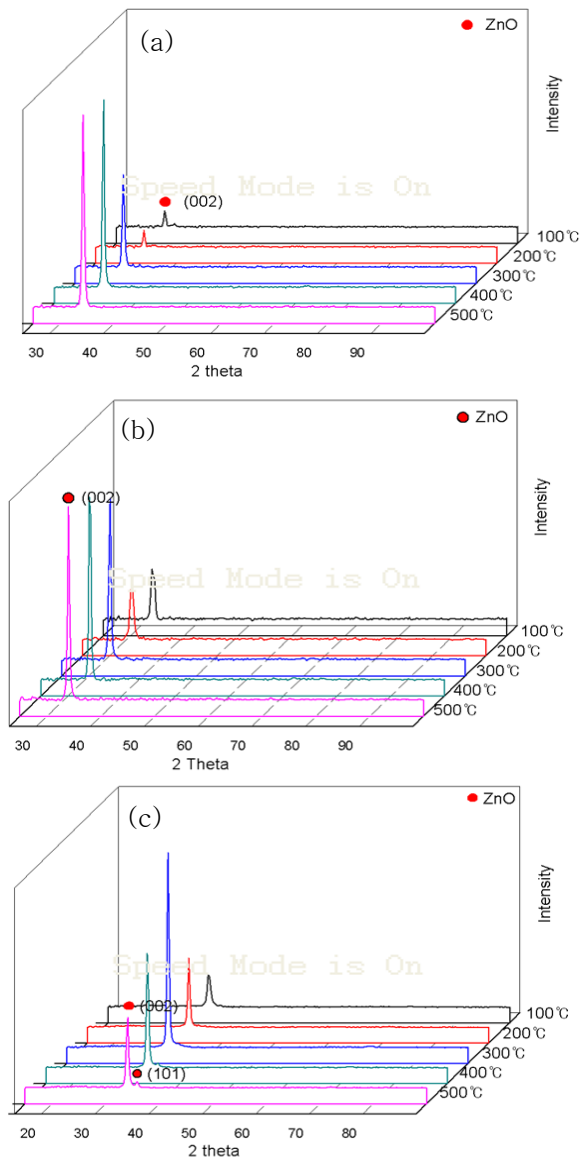 (a)
ZnO
Intensity
Speed Mode is On
(002)
100℃
200℃
300℃
400℃
500℃
30 40 50 60 70 80 90
2 theta
(b)
ZnO
Intensity
(002)
Speed Mode is On
100℃
200℃
300℃
400℃
500℃
30 40 50 60 70 80 90
2 Theta
(c)
ZnO
Intensity
Speed Mode is On
(002)
(101)
100℃
200℃
300℃
400℃
500℃
20 30 40 50 60 70 80
2 theta